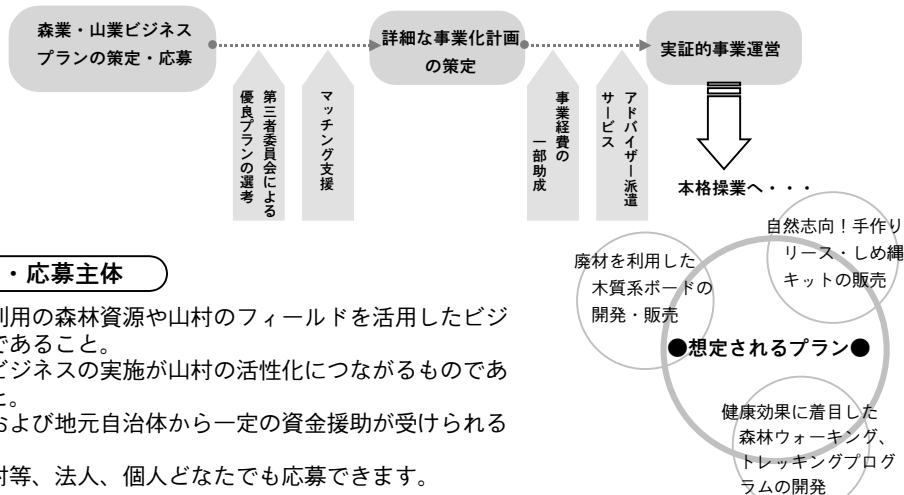 森業・山業ビジネス
プランの策定・応募
詳細な事業化計画
の策定
実証的事業運営
第三者委員会による
優良プランの選考
マッチング支援
事業経費の
一部助成
アドバイザー派遣
サービス
本格操業へ・・・
自然志向！手作り
リース・しめ縄
キットの販売
廃材を利用した
木質系ボードの
開発・販売
●想定されるプラン●
健康効果に着目した
森林ウォーキング、
トレッキングプログ
ラムの開発
・応募主体
利用の森林資源や山村のフィールドを活用したビジ
であること。
ビジネスの実施が山村の活性化につながるものであ
と。
および地元自治体から一定の資金援助が受けられる
村等、法人、個人どなたでも応募できます。